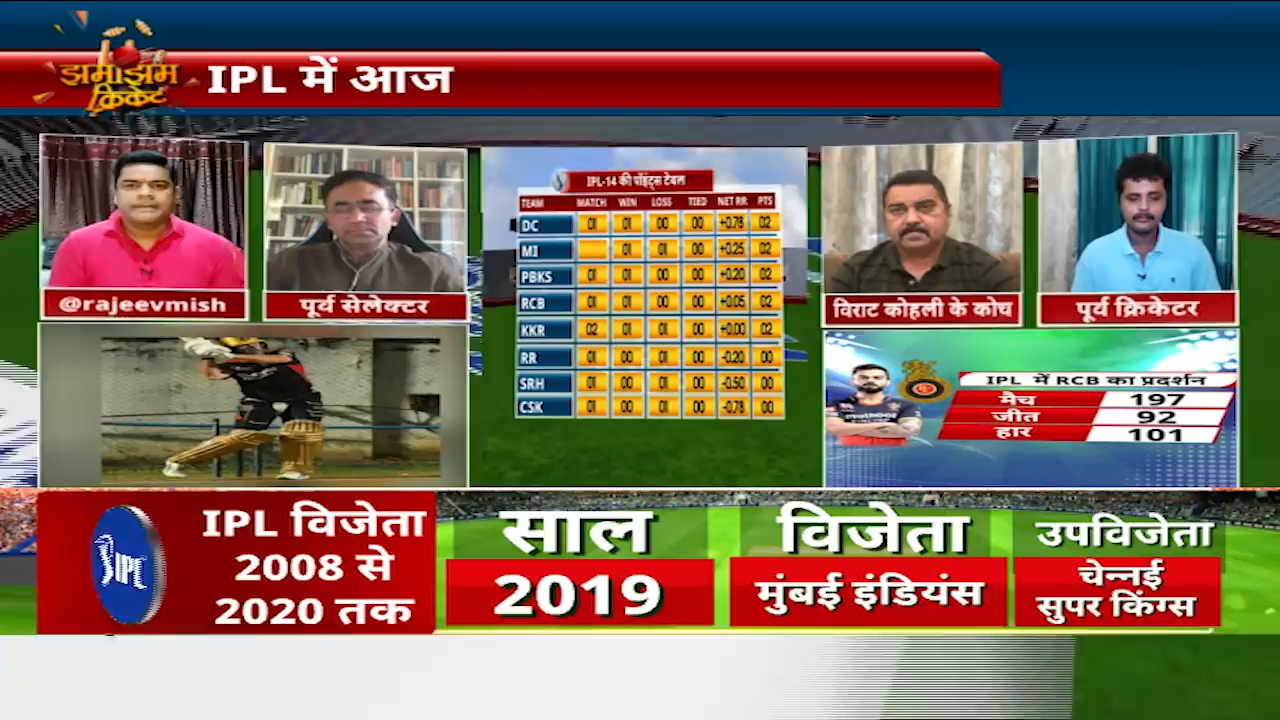 झमाझम
क्रिकेट
IPL में आज
@rajeevmish
पूर्व सेलेक्टर
IPL-14 की पॉइंट्स टेबल
TEAM MATCH WIN LOSS TIED NET RR PTS
DC 01 01 00 00 +0.78 02
MI 01 01 00 +0.25 02
PBKS 01 01 00 00 +0.20 02
RCB 01 01 00 00 +0.05 02
KKR 02 01 01 00 +0.00 02
RR 01 00 01 00 -0.20 00
SRH 01 00 01 00 -0.50 00
CSK 01 00 01 00 -0.78 00
विराट कोहली के कोच
पूर्व क्रिकेटर
IPL में RCB का प्रदर्शन
मैच 197
जीत 92
हार 101
IPL विजेता
2008 से
2020 तक
IPL
साल
2019
विजेता
मुंबई इंडियंस
उपविजेता
चेन्नई
सुपर किंग्स